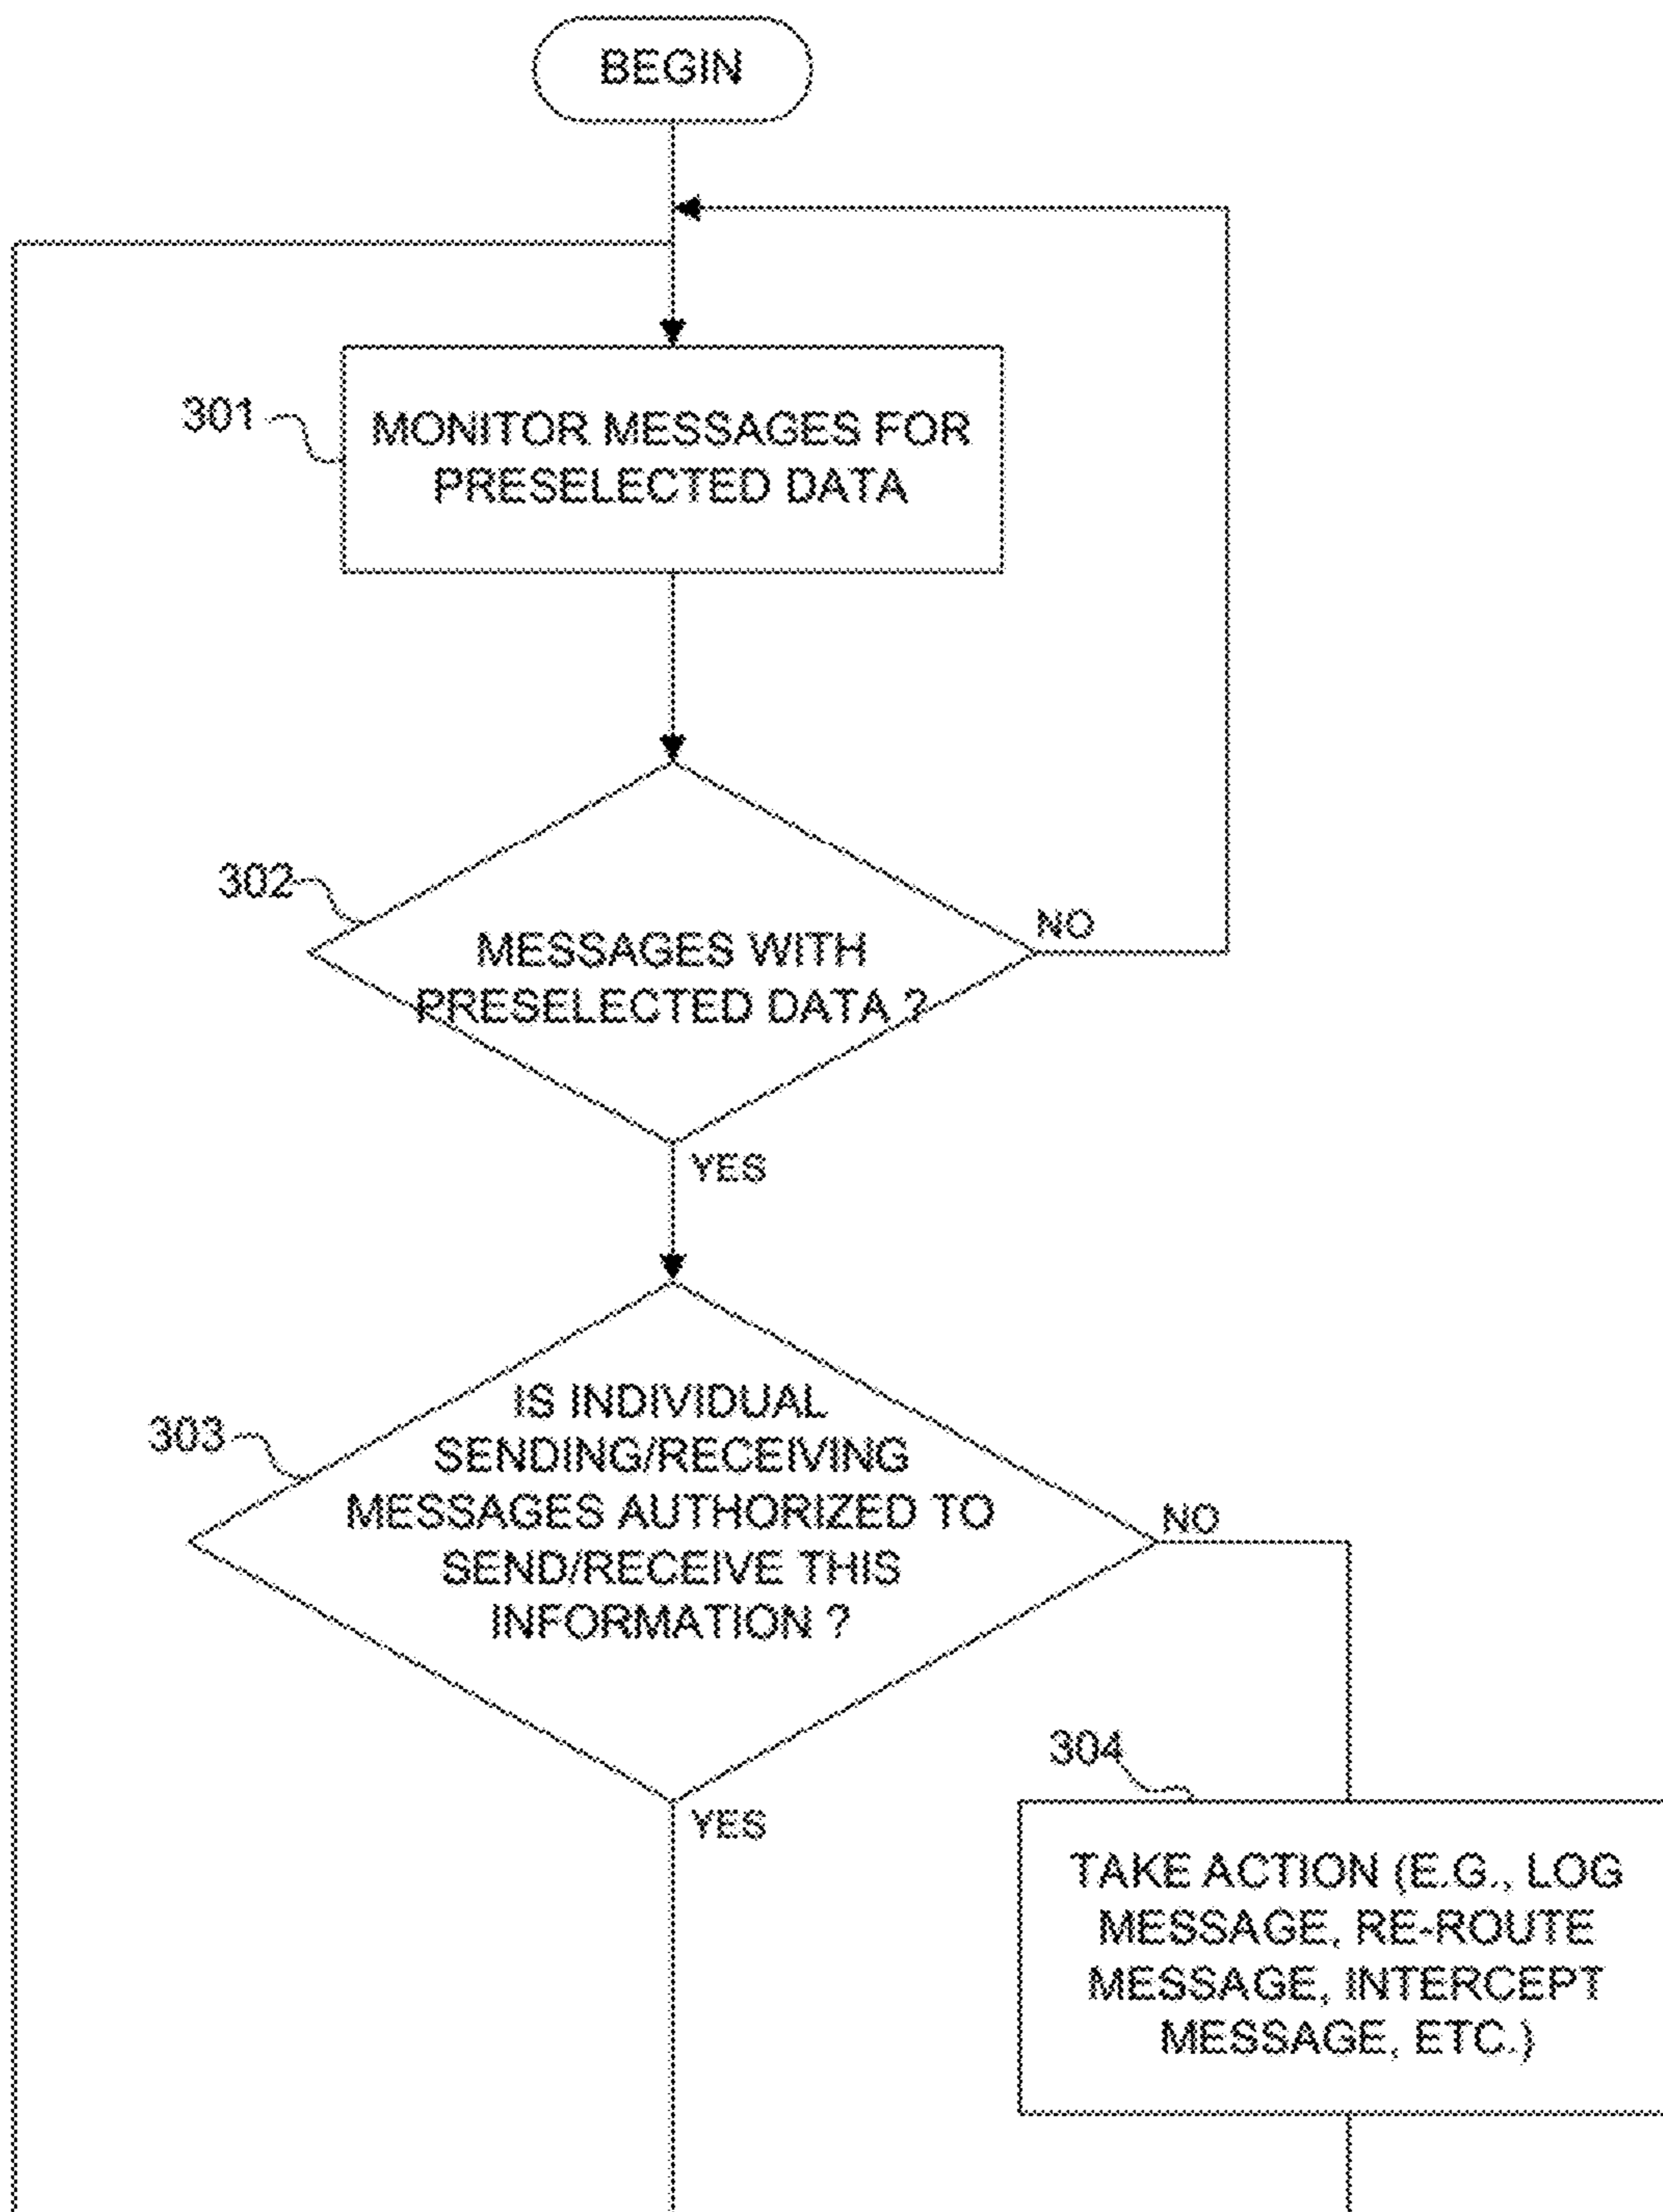 BEGIN
301
MONITOR MESSAGES FOR
PRESELECTED DATA
302
MESSAGES WITH
PRESELECTED DATA ?
NO
YES
303
IS INDIVIDUAL
SENDING/RECEIVING
MESSAGES AUTHORIZED TO
SEND/RECEIVE THIS
INFORMATION ?
NO
YES
304
TAKE ACTION (E.G., LOG
MESSAGE, RE-ROUTE
MESSAGE, INTERCEPT
MESSAGE, ETC.)